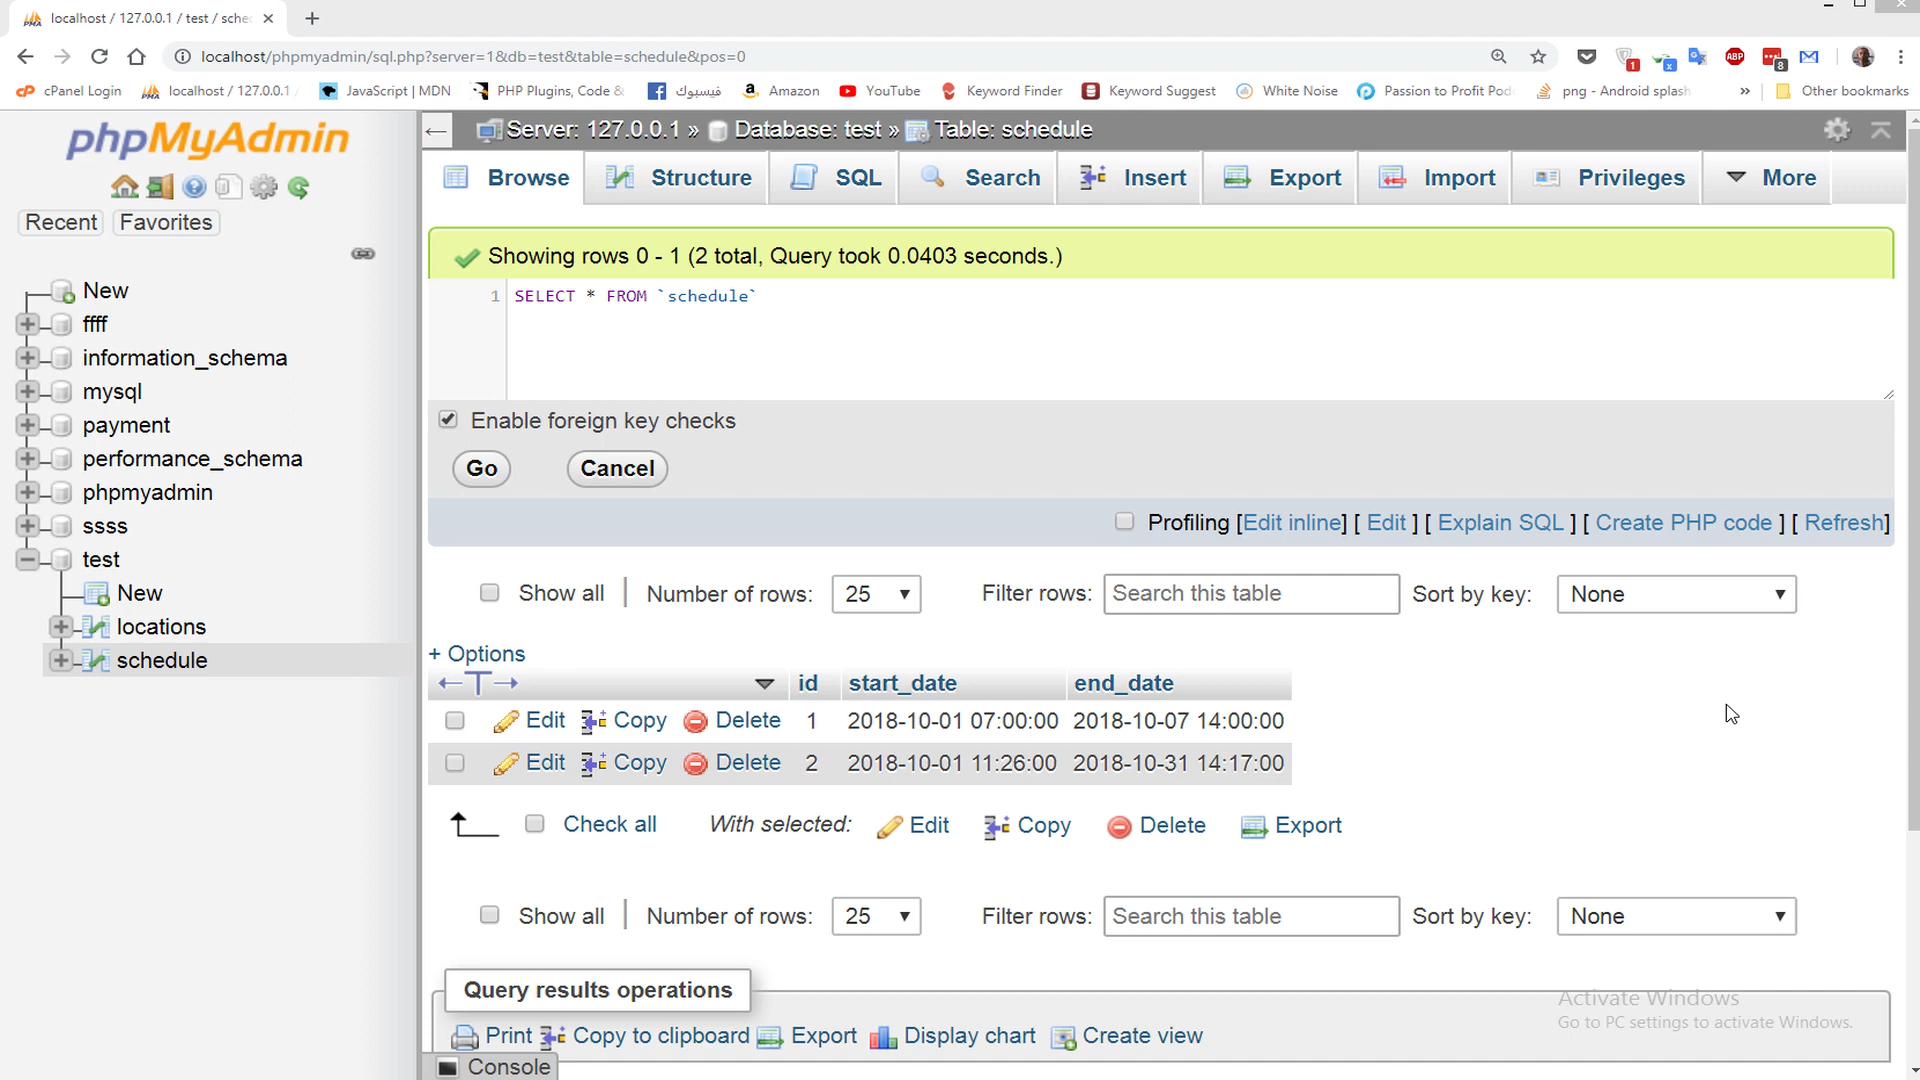 localhost / 127.0.0.1 / test / sche
localhost/phpmyadmin/sql.php?server=1&db=test&table=schedule&pos=0
1
x
ABP
8
cPanel Login
localhost / 127.0.0.1
JavaScript | MDN
PHP Plugins, Code &
فيسبوك
Amazon
YouTube
Keyword Finder
Keyword Suggest
White Noise
Passion to Profit Pod
png - Android splash
»
Other bookmarks
phpMyAdmin
Recent
Favorites
New
ffff
information_schema
mysql
payment
performance_schema
phpmyadmin
ssss
test
New
locations
schedule
Server: 127.0.0.1 » Database: test » Table: schedule
Browse
Structure
SQL
Search
Insert
Export
Import
Privileges
More
Showing rows 0 - 1 (2 total, Query took 0.0403 seconds.)
1 SELECT * FROM `schedule`
Enable foreign key checks
Go
Cancel
Profiling [Edit inline] [ Edit ] [ Explain SQL ] [ Create PHP code ] [ Refresh]
Show all | Number of rows: 25 Filter rows: Search this table Sort by key: None
+ Options
←T→ id start_date end_date
Edit Copy Delete 1 2018-10-01 07:00:00 2018-10-07 14:00:00
Edit Copy Delete 2 2018-10-01 11:26:00 2018-10-31 14:17:00
Check all With selected: Edit Copy Delete Export
Show all | Number of rows: 25 Filter rows: Search this table Sort by key: None
Query results operations
Print Copy to clipboard Export Display chart Create view
Console
Activate Windows
Go to PC settings to activate Windows.